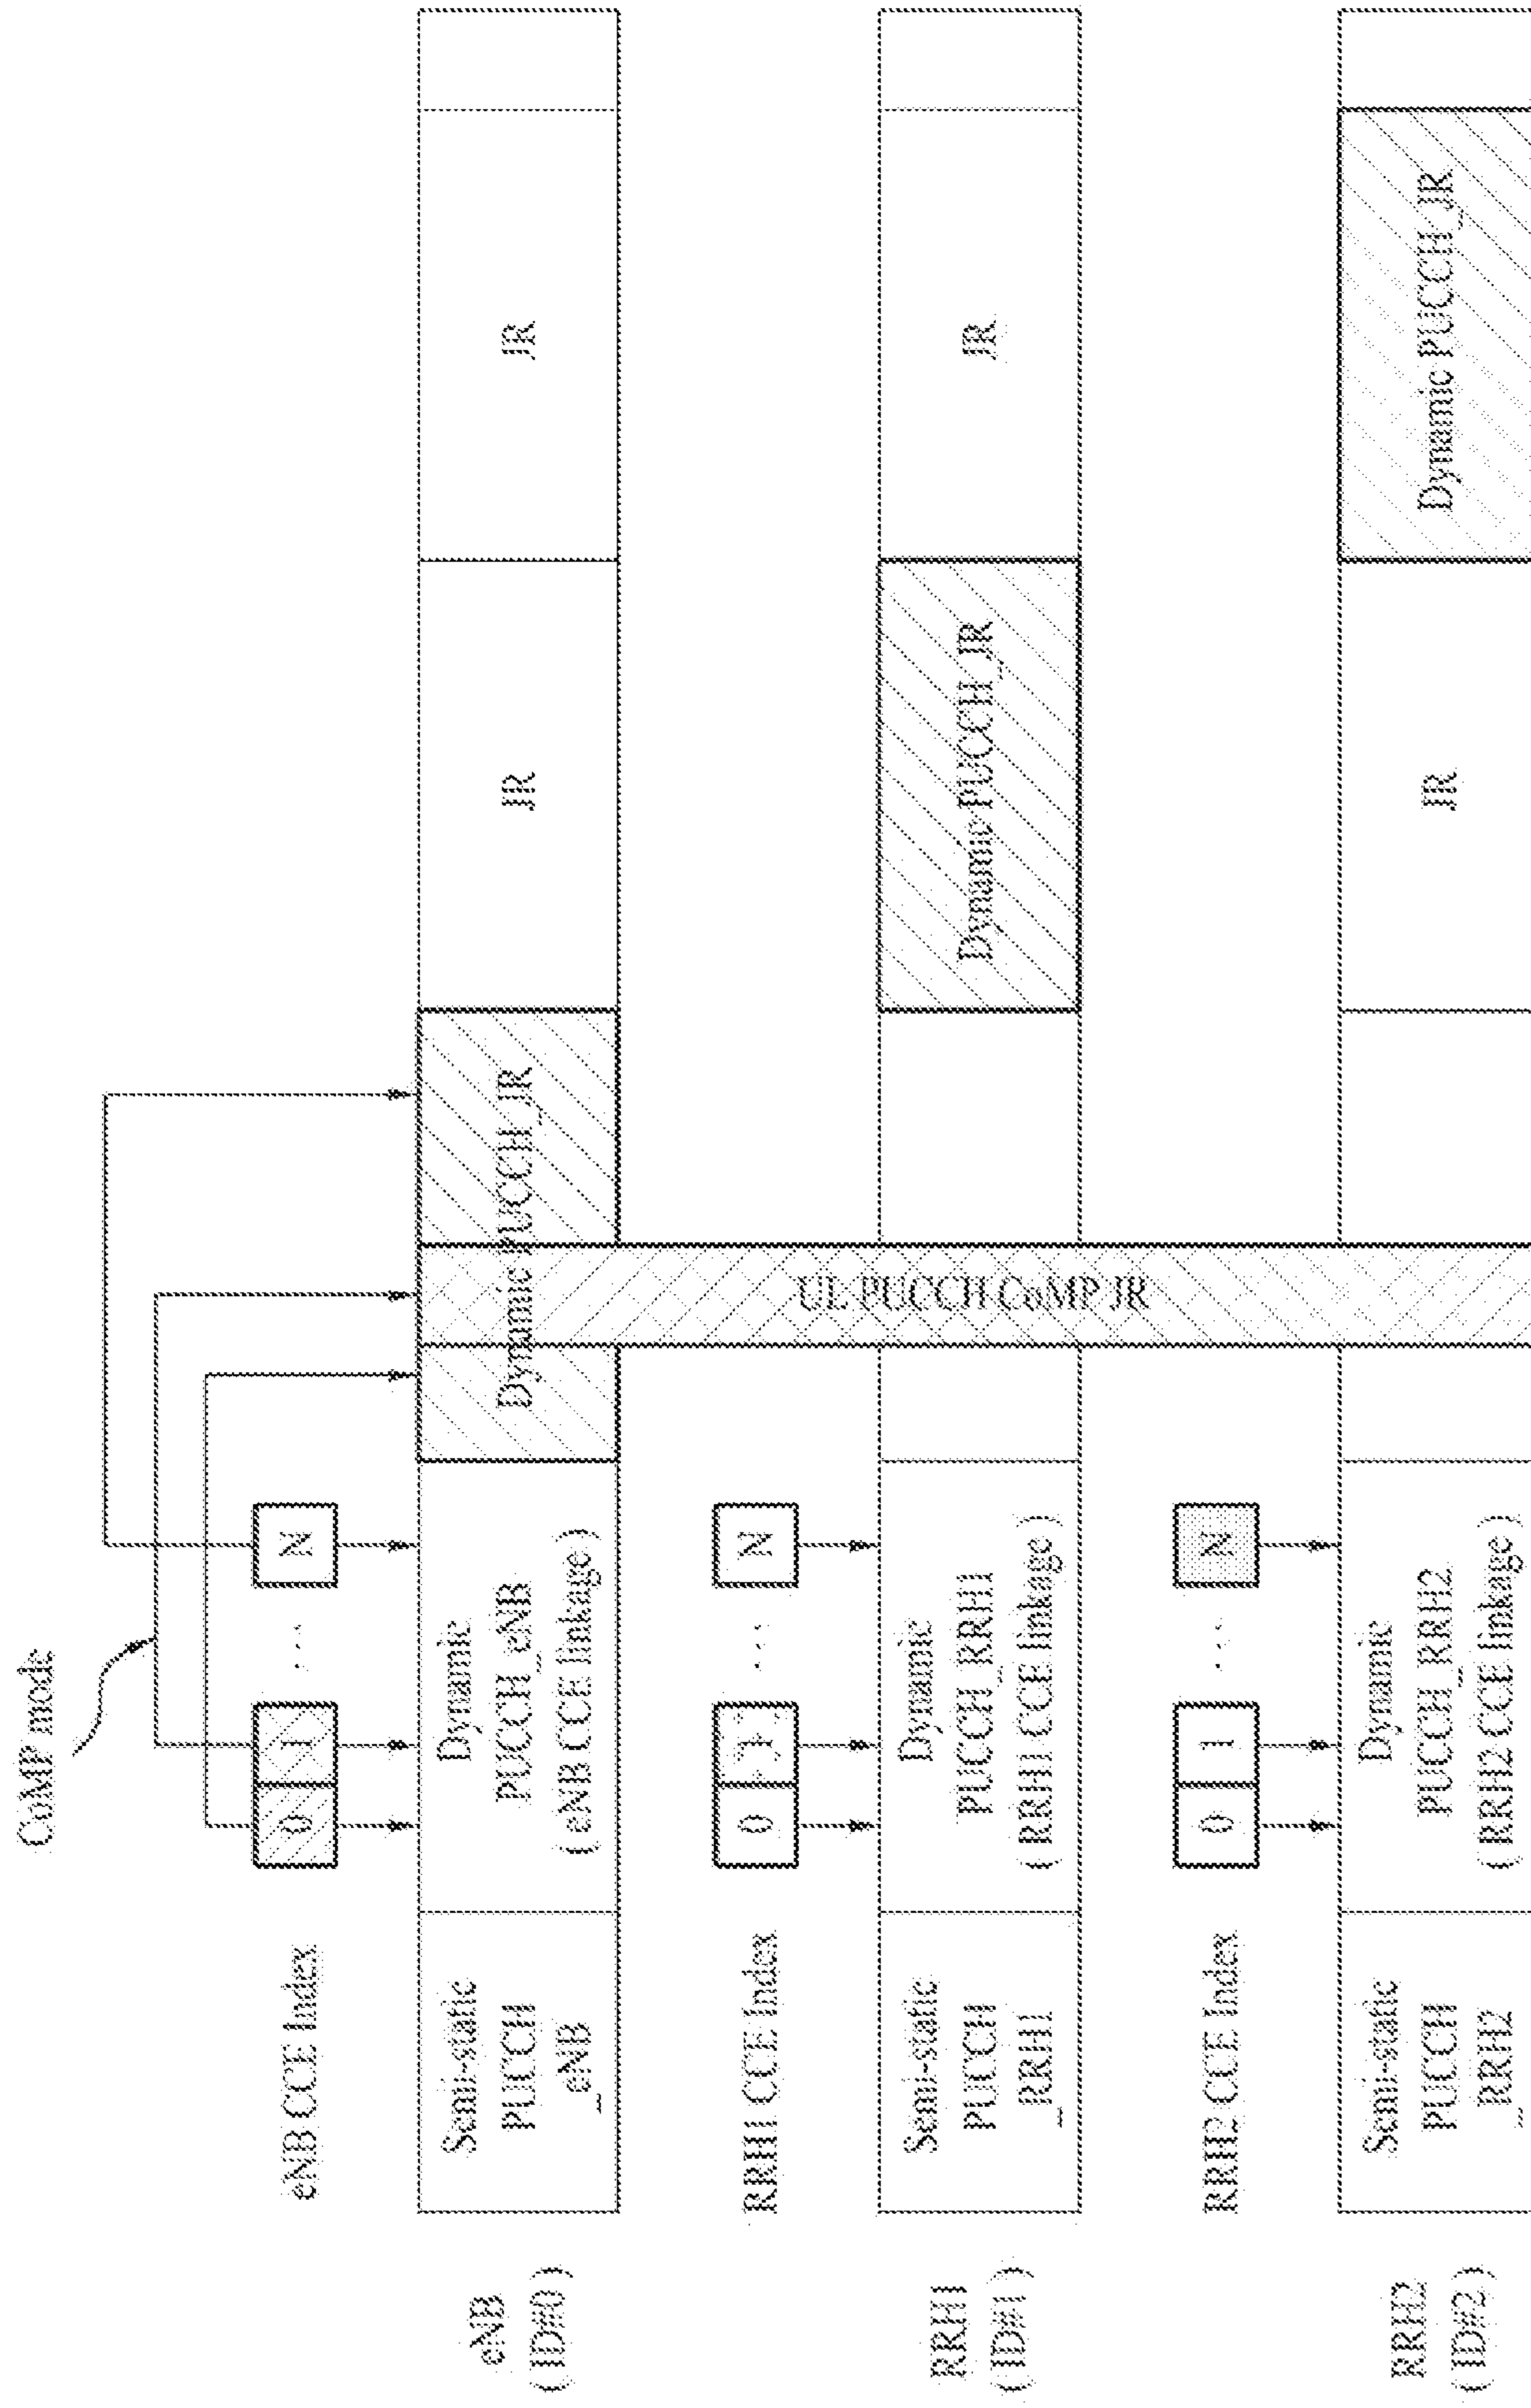 CoMP mode
eNB CCE Index
0
1
...
N
eNB
( ID#0 )
Semi-static
PUCCH
_eNB
Dynamic
PUCCH_eNB
( eNB CCE linkage )
Dynamic PUCCH_JR
JR
JR
UL PUCCH CoMP JR
RRH1 CCE Index
0
1
...
N
RRH1
( ID#1 )
Semi-static
PUCCH
_RRH1
Dynamic
PUCCH_RRH1
( RRH1 CCE linkage )
Dynamic PUCCH_JR
JR
RRH2 CCE Index
0
1
...
N
RRH2
( ID#2 )
Semi-static
PUCCH
_RRH2
Dynamic
PUCCH_RRH2
( RRH2 CCE linkage )
JR
Dynamic PUCCH_JR